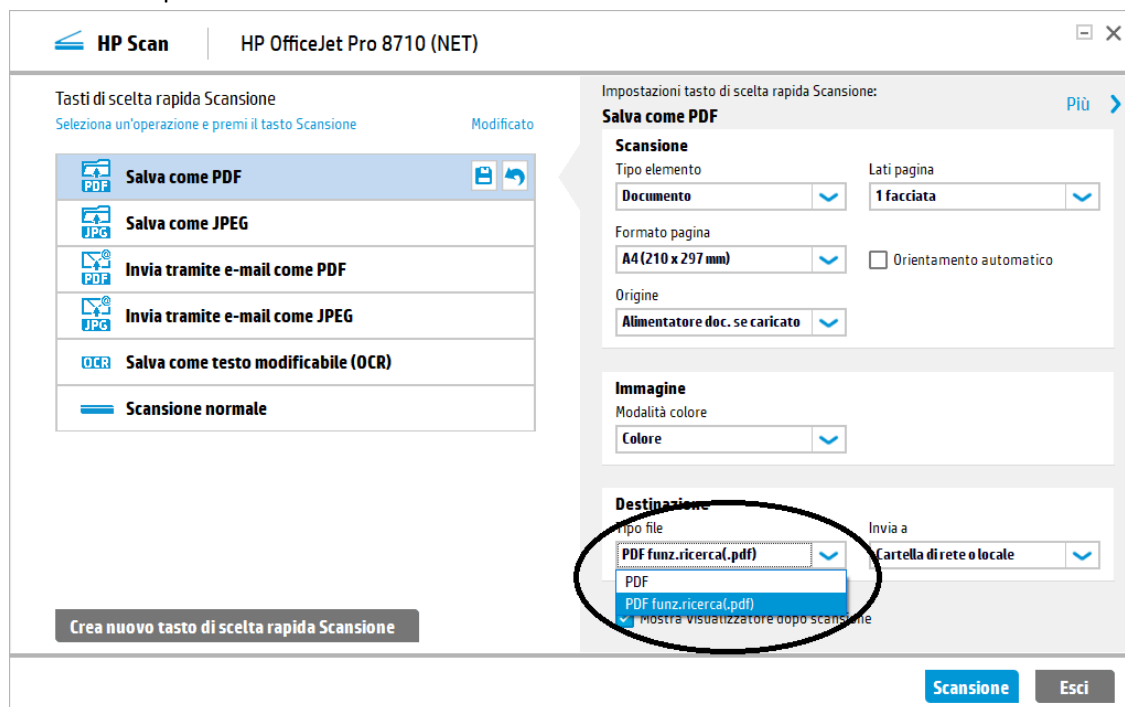 HP Scan
HP OfficeJet Pro 8710 (NET)
Tasti di scelta rapida Scansione
Seleziona un'operazione e premi il tasto Scansione
Modificato
PDF
Salva come PDF
JPG
Salva come JPEG
PDF
Invia tramite e-mail come PDF
JPG
Invia tramite e-mail come JPEG
OCR
Salva come testo modificabile (OCR)
Scansione normale
Crea nuovo tasto di scelta rapida Scansione
Impostazioni tasto di scelta rapida Scansione:
Salva come PDF
Più
Scansione
Tipo elemento
Lati pagina
Documento
1 facciata
Formato pagina
A4 (210 x 297 mm)
Orientamento automatico
Origine
Alimentatore doc. se caricato
Immagine
Modalità colore
Colore
Destinazione
Tipo file
Invia a
PDF funz.ricerca(.pdf)
Cartella di rete o locale
PDF
PDF funz.ricerca(.pdf)
Mostra Visualizzatore dopo scansione
Scansione
Esci